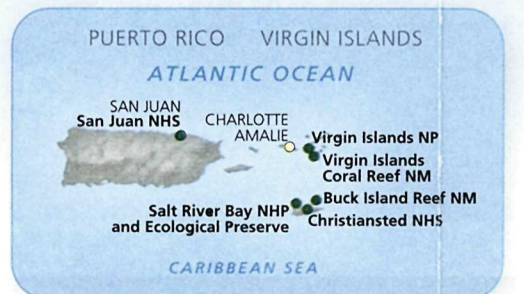 PUERTO RICO VIRGIN ISLANDS
ATLANTIC OCEAN
SAN JUAN
San Juan NHS
CHARLOTTE
AMALIE
Virgin Islands NP
Virgin Islands
Coral Reef NM
Buck Island Reef NM
Salt River Bay NHP
and Ecological Preserve
Christiansted NHS
CARIBBEAN SEA